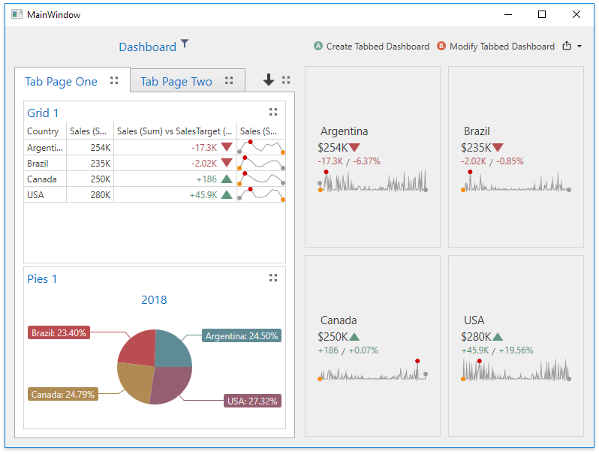 MainWindow
Dashboard
A Create Tabbed Dashboard B Modify Tabbed Dashboard
Tab Page One Tab Page Two
Grid 1
Country Sales (S... Sales (Sum) vs SalesTarget (... Sales (S...
Argenti... 254K -17.3K
Brazil 235K -2.02K
Canada 250K +186
USA 280K +45.9K
Pies 1
2018
Brazil: 23.40%
Argentina: 24.50%
Canada: 24.79%
USA: 27.32%
Argentina
$254K
-17.3K / -6.37%
Brazil
$235K
-2.02K / -0.85%
Canada
$250K
+186 / +0.07%
USA
$280K
+45.9K / +19.56%